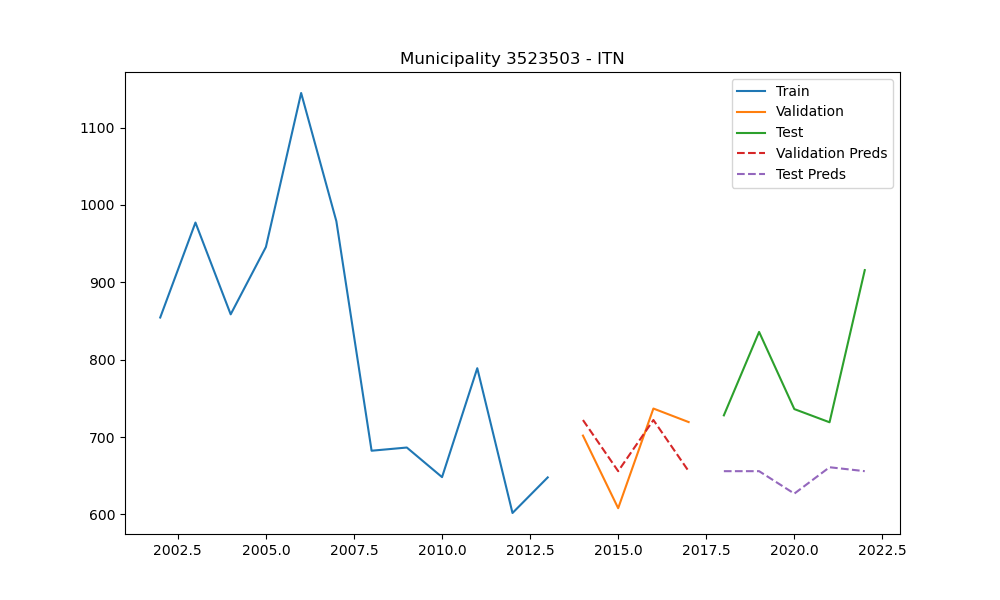 Municipality 3523503 - ITN
Train
Validation
Test
Validation Preds
Test Preds
1100
1000
900
800
700
600
2002.5 2005.0 2007.5 2010.0 2012.5 2015.0 2017.5 2020.0 2022.5